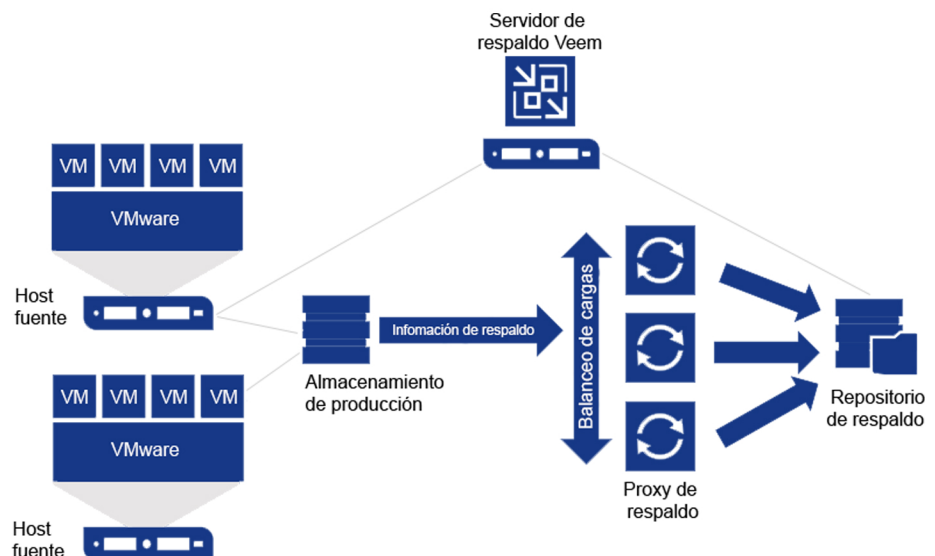 Servidor de
respaldo Veem
VM VM VM VM
VMware
Host
fuente
Almacenamiento
de producción
Infomación de respaldo
Balanceo de cargas
Proxy de
respaldo
Repositorio
de respaldo
VM VM VM VM
VMware
Host
fuente